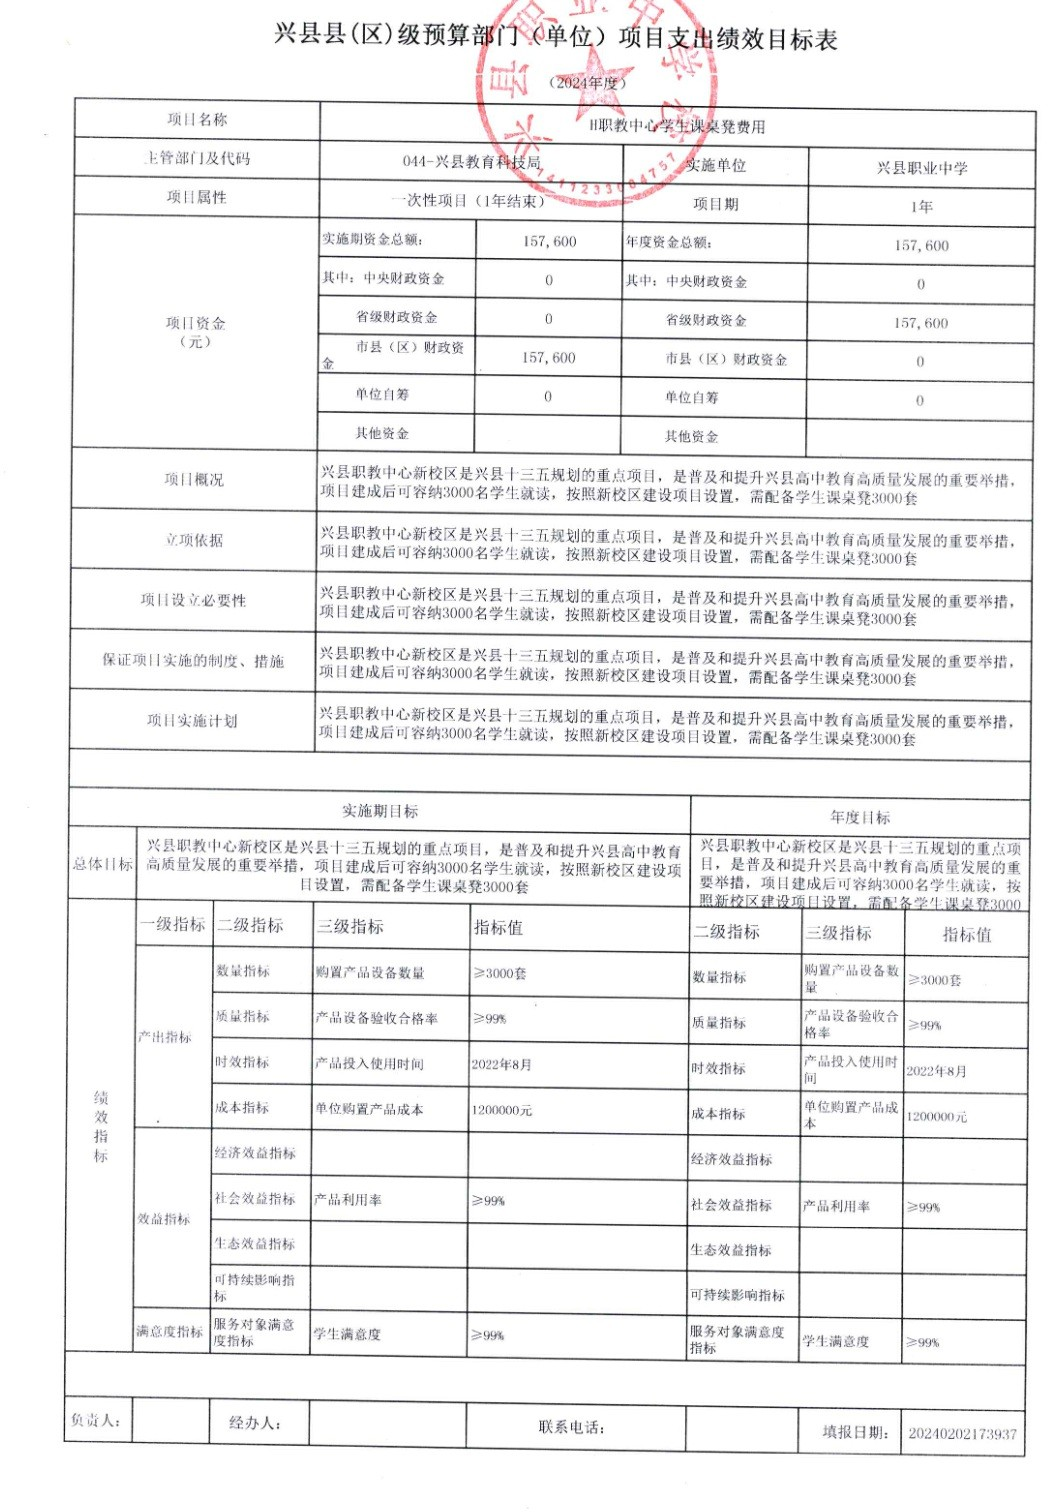 兴县县(区)级预算部门（单位）项目支出绩效目标表
（2024年度）
兴县职业中学
1411233004757
项目名称 H职教中心学生课桌凳费用
主管部门及代码 044-兴县教育科技局 实施单位 兴县职业中学
项目属性 一次性项目（1年结束） 项目期 1年
项目资金
（元）
实施期资金总额： 157,600 年度资金总额： 157,600
其中：中央财政资金 0 其中：中央财政资金 0
省级财政资金 0 省级财政资金 157,600
市县（区）财政资
金 157,600 市县（区）财政资金 0
单位自筹 0 单位自筹 0
其他资金 其他资金
项目概况
兴县职教中心新校区是兴县十三五规划的重点项目，是普及和提升兴县高中教育高质量发展的重要举措，
项目建成后可容纳3000名学生就读，按照新校区建设项目设置，需配备学生课桌凳3000套
立项依据
兴县职教中心新校区是兴县十三五规划的重点项目，是普及和提升兴县高中教育高质量发展的重要举措，
项目建成后可容纳3000名学生就读，按照新校区建设项目设置，需配备学生课桌凳3000套
项目设立必要性
兴县职教中心新校区是兴县十三五规划的重点项目，是普及和提升兴县高中教育高质量发展的重要举措，
项目建成后可容纳3000名学生就读，按照新校区建设项目设置，需配备学生课桌凳3000套
保证项目实施的制度、措施
兴县职教中心新校区是兴县十三五规划的重点项目，是普及和提升兴县高中教育高质量发展的重要举措，
项目建成后可容纳3000名学生就读，按照新校区建设项目设置，需配备学生课桌凳3000套
项目实施计划
兴县职教中心新校区是兴县十三五规划的重点项目，是普及和提升兴县高中教育高质量发展的重要举措，
项目建成后可容纳3000名学生就读，按照新校区建设项目设置，需配备学生课桌凳3000套
实施期目标 年度目标
总体目标
兴县职教中心新校区是兴县十三五规划的重点项目，是普及和提升兴县高中教育
高质量发展的重要举措，项目建成后可容纳3000名学生就读，按照新校区建设项
目设置，需配备学生课桌凳3000套
兴县职教中心新校区是兴县十三五规划的重点项
目，是普及和提升兴县高中教育高质量发展的重
要举措，项目建成后可容纳3000名学生就读，按
照新校区建设项目设置，需配备学生课桌凳3000
绩
效
指
标
一级指标 二级指标 三级指标 指标值 二级指标 三级指标 指标值
产出指标
数量指标 购置产品设备数量 ≥3000套 数量指标 购置产品设备数
量 ≥3000套
质量指标 产品设备验收合格率 ≥99% 质量指标 产品设备验收合
格率 ≥99%
时效指标 产品投入使用时间 2022年8月 时效指标 产品投入使用时
间 2022年8月
成本指标 单位购置产品成本 1200000元 成本指标 单位购置产品成
本 1200000元
效益指标
经济效益指标 经济效益指标
社会效益指标 产品利用率 ≥99% 社会效益指标 产品利用率 ≥99%
生态效益指标 生态效益指标
可持续影响指
标 可持续影响指标
满意度指标 服务对象满意
度指标 学生满意度 ≥99% 服务对象满意度
指标 学生满意度 ≥99%
负责人： 经办人： 联系电话： 填报日期： 20240202173937